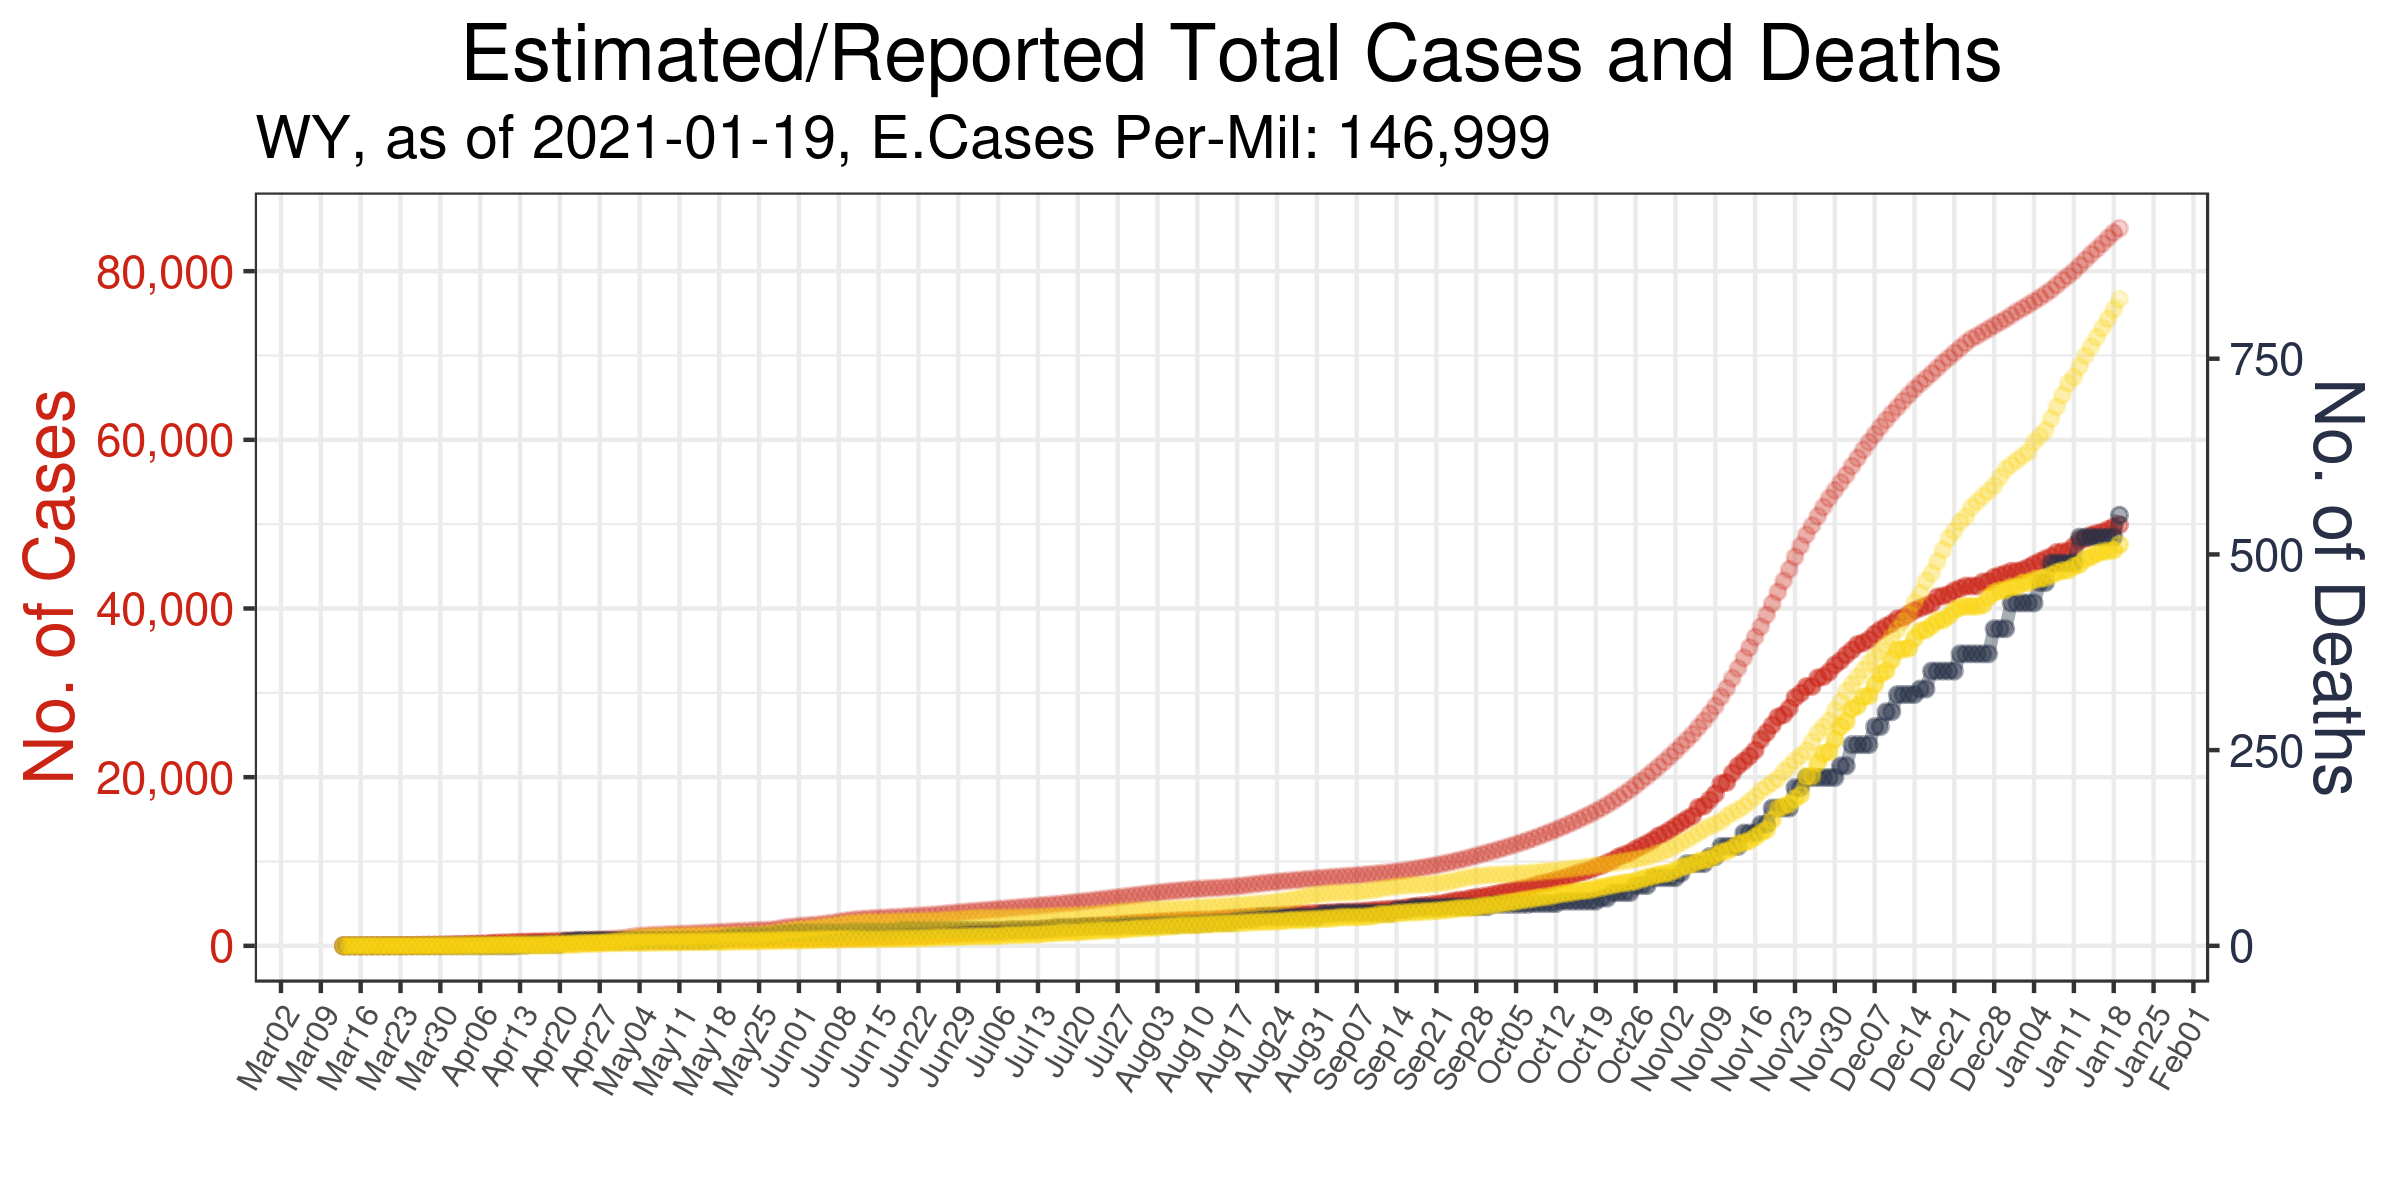 Estimated/Reported Total Cases and Deaths
WY, as of 2021-01-19, E.Cases Per-Mil: 146,999
No. of Cases
80,000
60,000
40,000
20,000
0
750
500
250
0
No. of Deaths
Mar02
Mar09
Mar16
Mar23
Mar30
Apr06
Apr13
Apr20
Apr27
May04
May11
May18
May25
Jun01
Jun08
Jun15
Jun22
Jun29
Jul06
Jul13
Jul20
Jul27
Aug03
Aug10
Aug17
Aug24
Aug31
Sep07
Sep14
Sep21
Sep28
Oct05
Oct12
Oct19
Oct26
Nov02
Nov09
Nov16
Nov23
Nov30
Dec07
Dec14
Dec21
Dec28
Jan04
Jan11
Jan18
Jan25
Feb01